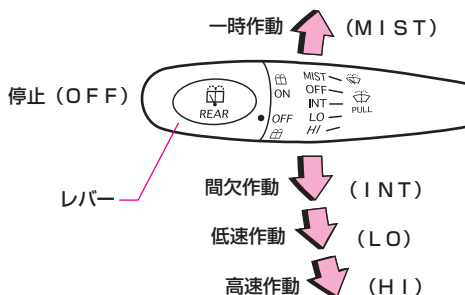 一時作動 (MIST)
停止(OFF)
REAR
ON
OFF
MIST
OFF
INT
LO
HI
PULL
レバー
間欠作動 (INT)
低速作動 (LO)
高速作動 (HI)